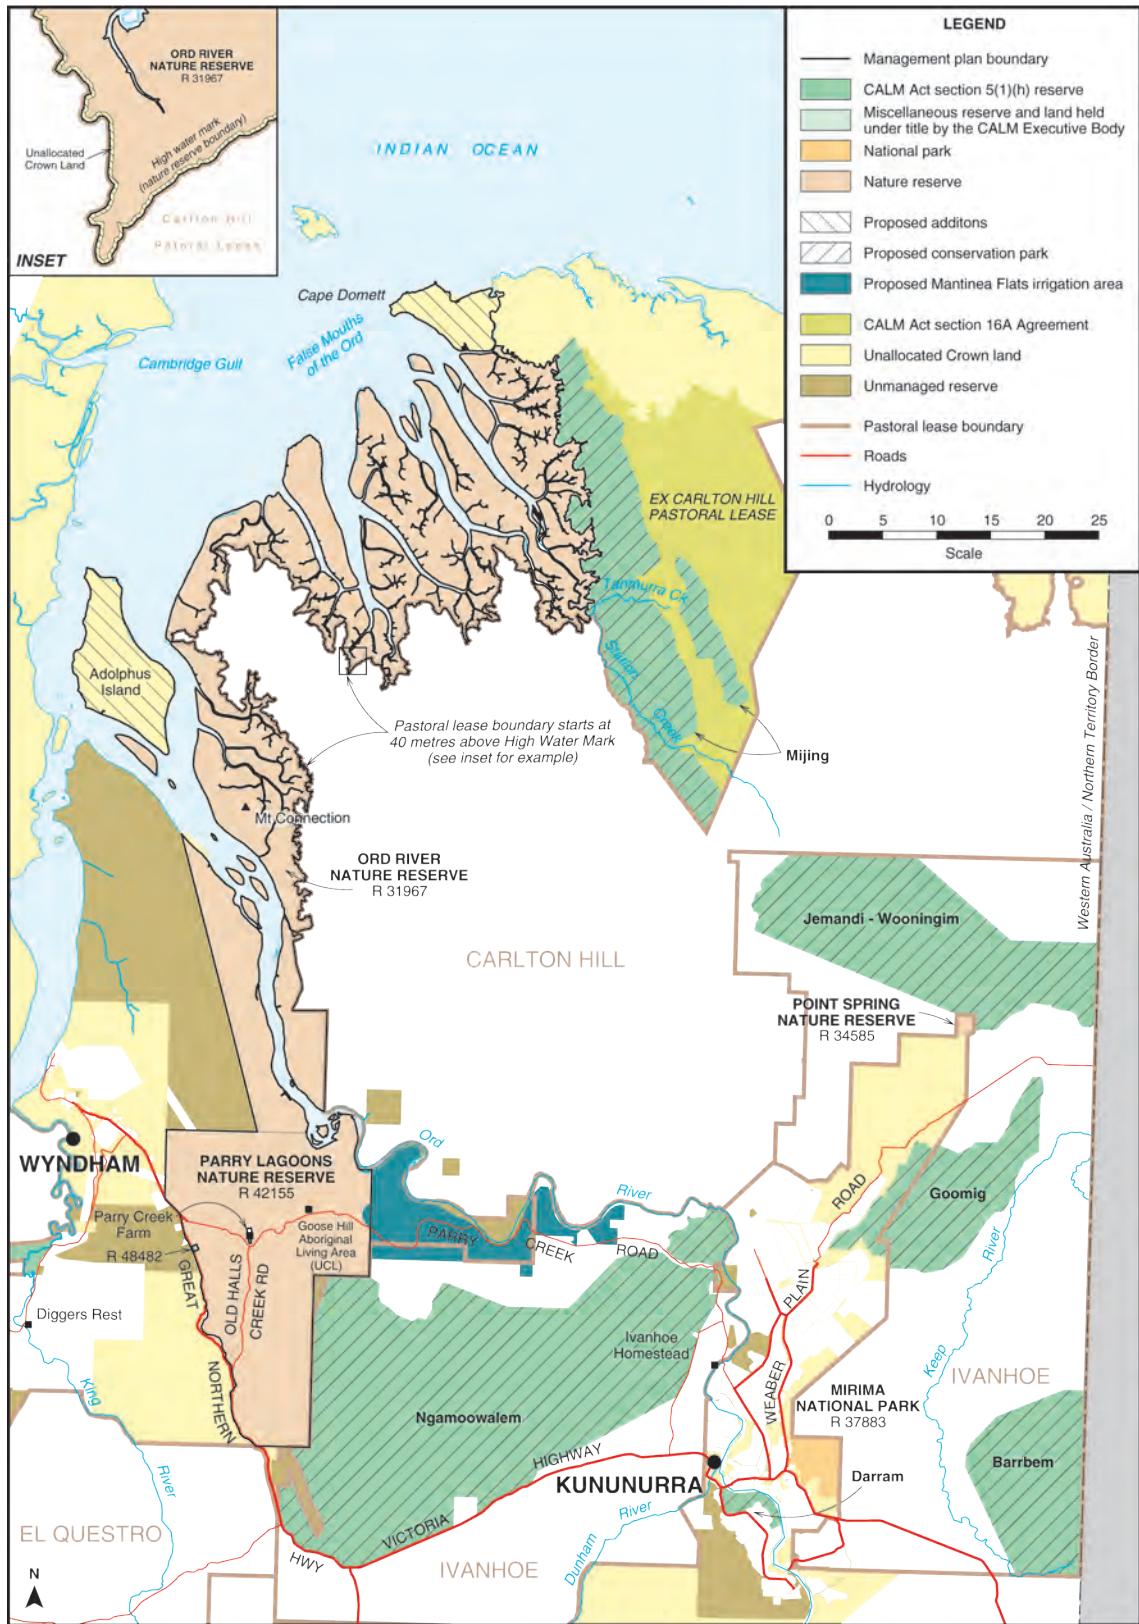 ORD RIVER
NATURE RESERVE
R 31967
Unallocated
Crown Land
High water mark
(nature reserve boundary)
Carlton Hill
Patoral Lease
INSET
LEGEND
Management plan boundary
CALM Act section 5(1)(h) reserve
Miscellaneous reserve and land held
under title by the CALM Executive Body
National park
Nature reserve
Proposed additons
Proposed conservation park
Proposed Mantinea Flats irrigation area
CALM Act section 16A Agreement
Unallocated Crown land
Unmanaged reserve
Pastoral lease boundary
Roads
Hydrology
0 5 10 15 20 25
Scale
INDIAN OCEAN
Cape Domett
False Mouths
of the Ord
Cambridge Gulf
EX CARLTON HILL
PASTORAL LEASE
Tanmurra Ck
Station
Creek
Adolphus
Island
Pastoral lease boundary starts at
40 metres above High Water Mark
(see inset for example)
Mijing
Mt Connection
ORD RIVER
NATURE RESERVE
R 31967
Western Australia / Northern Territory Border
Jemandi - Wooningim
CARLTON HILL
POINT SPRING
NATURE RESERVE
R 34585
WYNDHAM
PARRY LAGOONS
NATURE RESERVE
R 42155
Ord
River
Parry Creek
Farm
R 48482
Goose Hill
Aboriginal
Living Area
(UCL)
PARRY
CREEK
ROAD
ROAD
Goomig
River
GREAT
OLD HALLS
CREEK RD
NORTHERN
Diggers Rest
King
River
PLAIN
Ivanhoe
Homestead
WEABER
Keep
IVANHOE
MIRIMA
NATIONAL PARK
R 37883
Ngamoowalem
HIGHWAY
KUNUNURRA
Darram
Barrbem
River
Dunham
VICTORIA
HWY
EL QUESTRO
IVANHOE
N